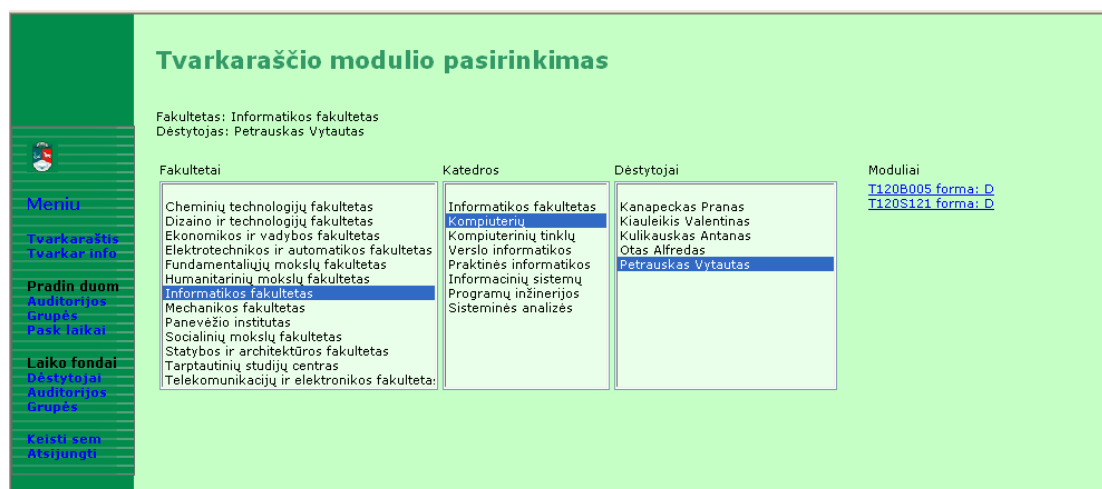 Tvarkaraščio modulio pasirinkimas
Fakultetas: Informatikos fakultetas
Dėstytojas: Petrauskas Vytautas
Meniu
Tvarkaraštis
Tvarkar info
Pradin duom
Auditorijos
Grupės
Pask laikai
Laiko fondai
Dėstytojai
Auditorijos
Grupės
Keisti sem
Atsijungti
Fakultetai
Cheminių technologijų fakultetas
Dizaino ir technologijų fakultetas
Ekonomikos ir vadybos fakultetas
Elektrotechnikos ir automatikos fakultetas
Fundamentaliųjų mokslų fakultetas
Humanitarinių mokslų fakultetas
Informatikos fakultetas
Mechanikos fakultetas
Panevėžio institutas
Socialinių mokslų fakultetas
Statybos ir architektūros fakultetas
Tarptautinių studijų centras
Telekomunikacijų ir elektronikos fakulteta
Katedros
Informatikos fakultetas
Kompiuterių
Kompiuterinių tinklų
Verslo informatikos
Praktinės informatikos
Informacinių sistemų
Programų inžinerijos
Sisteminės analizės
Dėstytojai
Kanapeckas Pranas
Kiauleikis Valentinas
Kulikauskas Antanas
Otas Alfredas
Petrauskas Vytautas
Moduliai
T120B005 forma: D
T120S121 forma: D